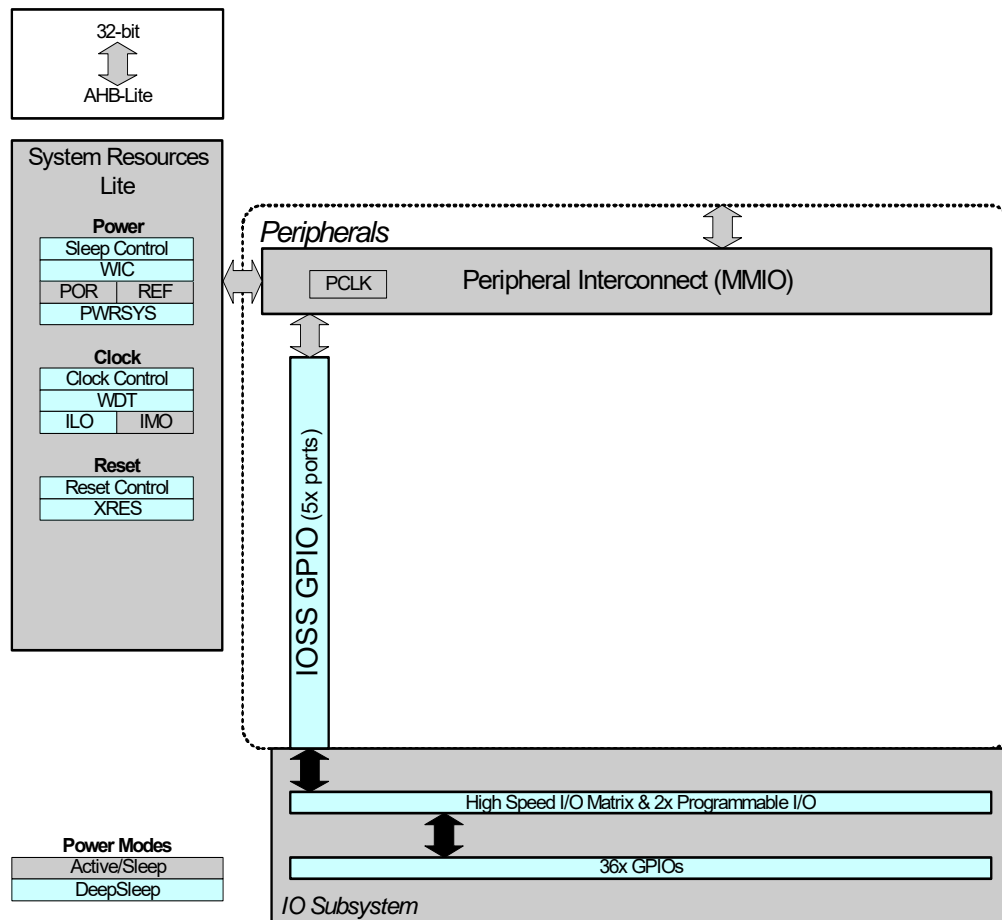 32-bit
AHB-Lite
System Resources
Lite
Power
Sleep Control
WIC
POR REF
PWRSYS
Clock
Clock Control
WDT
ILO IMO
Reset
Reset Control
XRES
Peripherals
PCLK
Peripheral Interconnect (MMIO)
IOSS GPIO (5x ports)
High Speed I/O Matrix & 2x Programmable I/O
36x GPIOs
IO Subsystem
Power Modes
Active/Sleep
DeepSleep